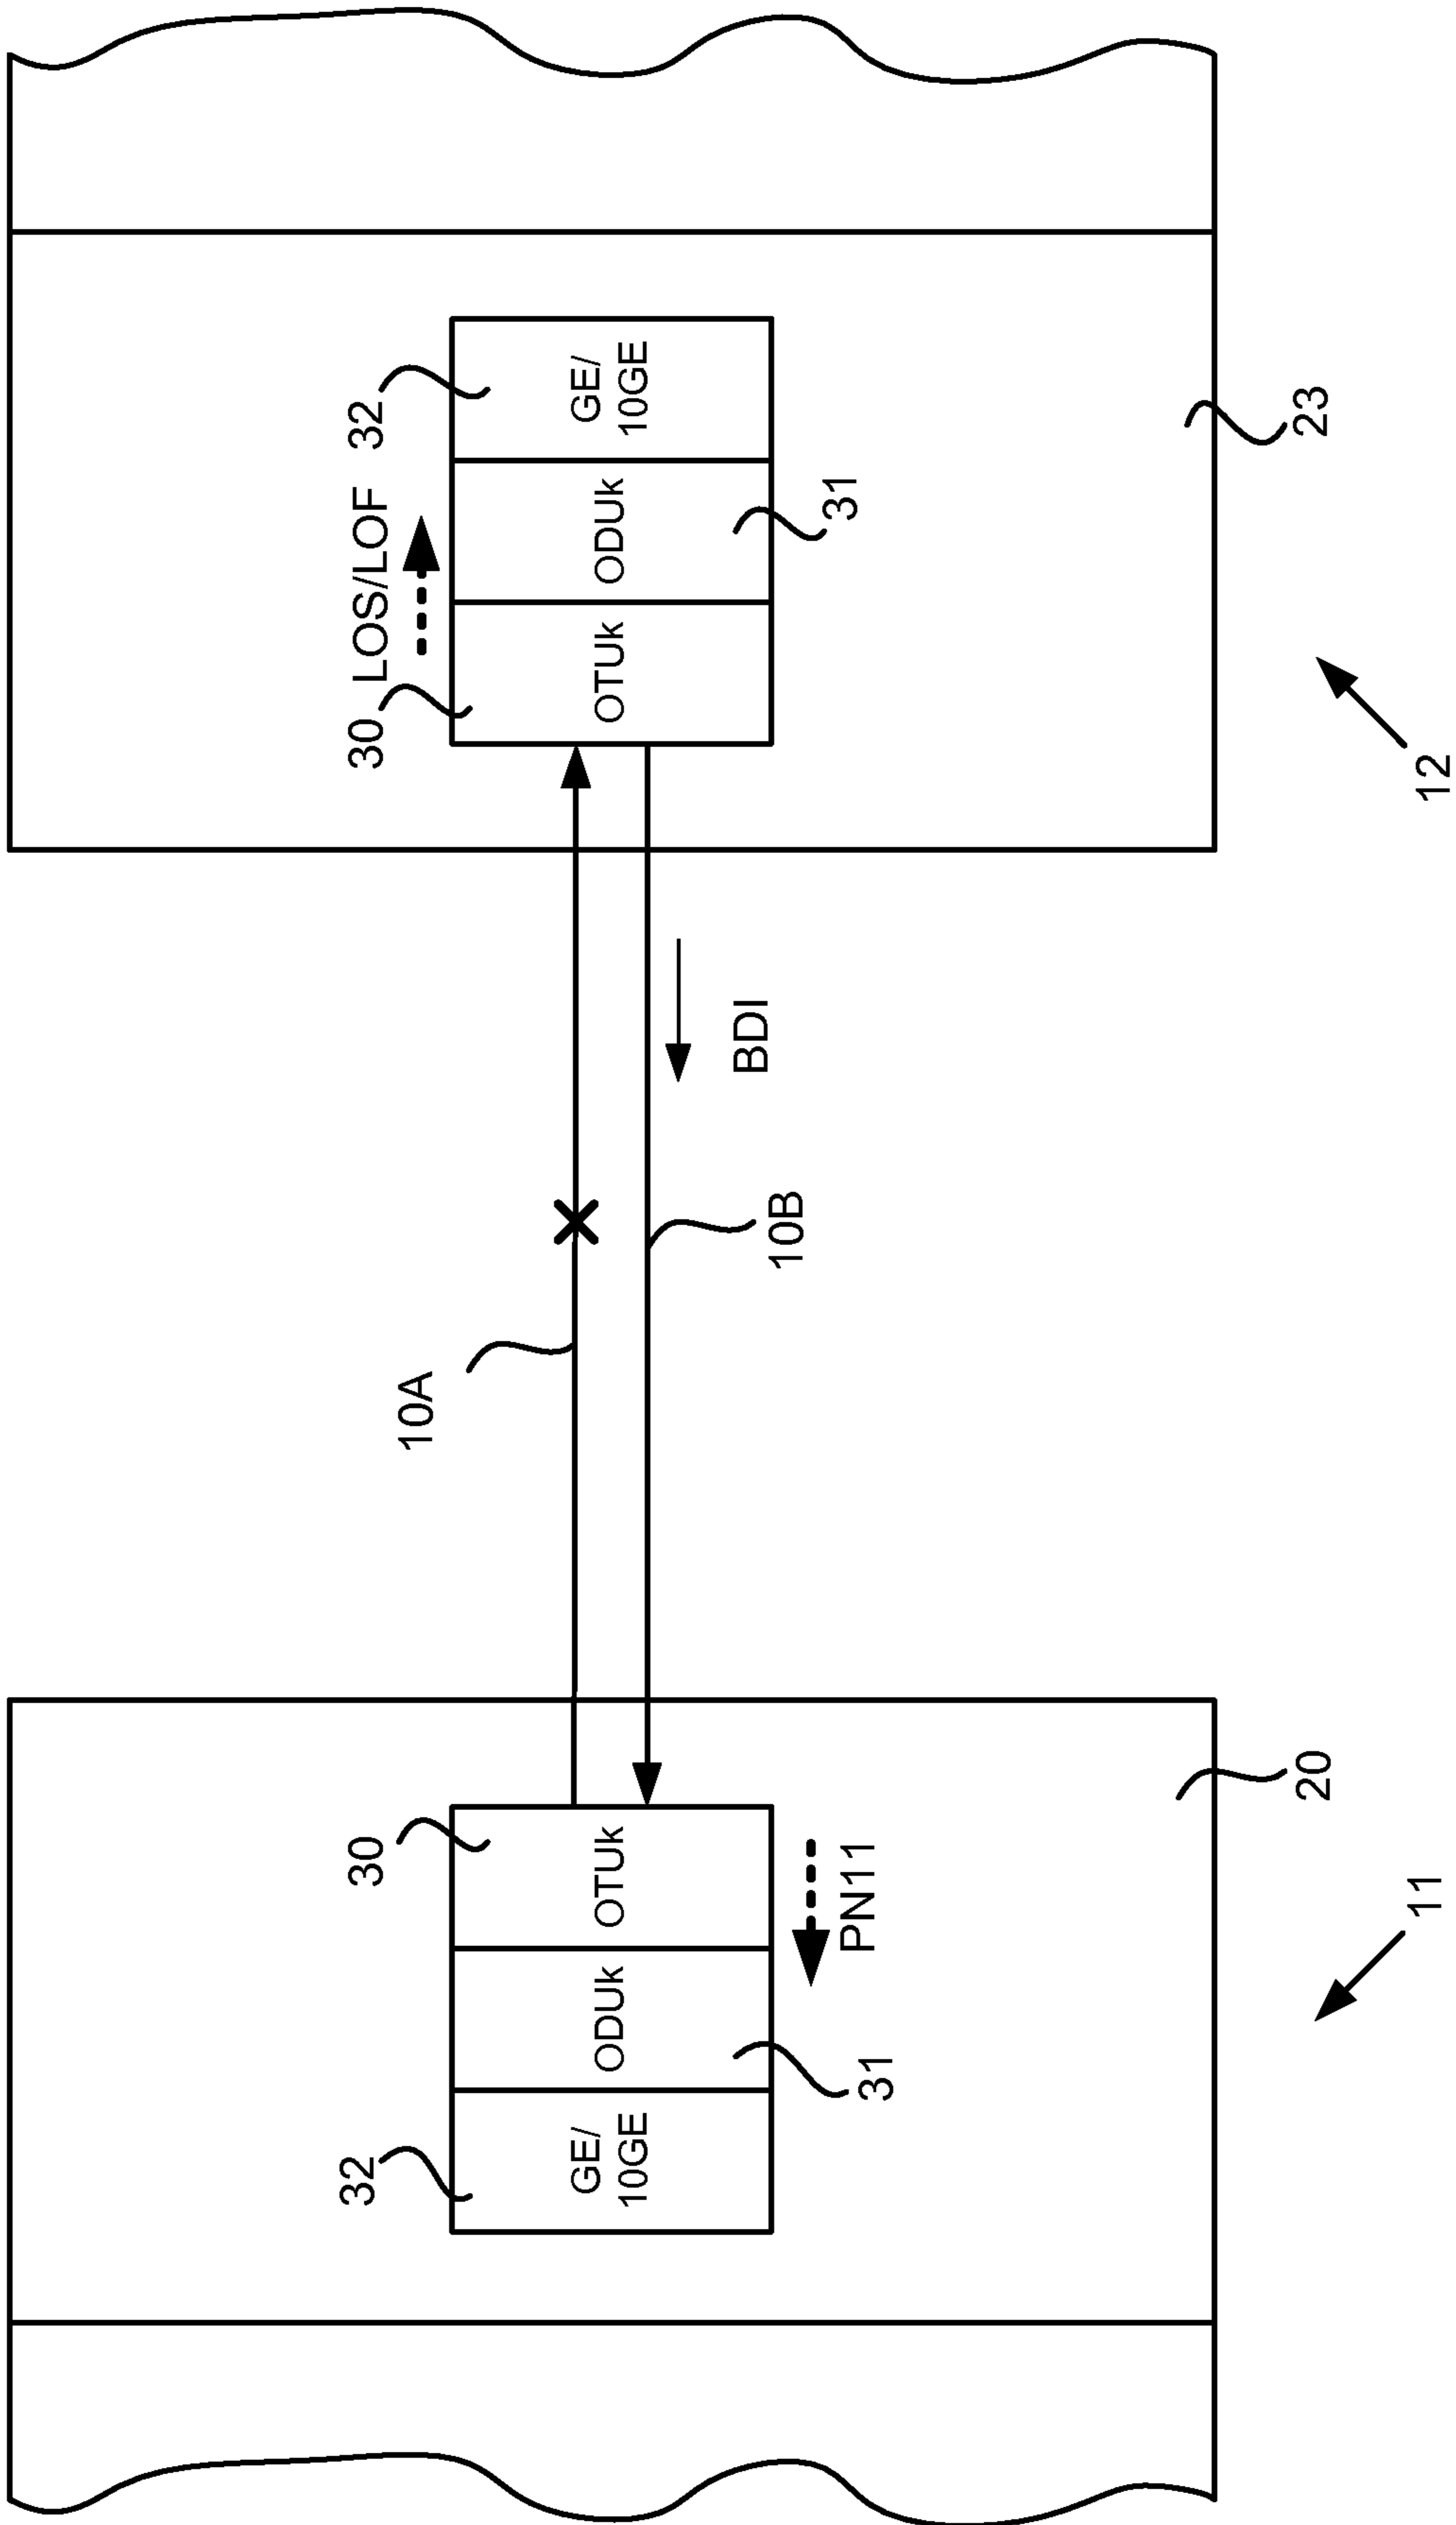 32
GE/
10GE
ODUk
OTUk
30
31
PN11
20
11
10A
10B
BDI
30
LOS/LOF
32
OTUk
ODUk
GE/
10GE
31
23
12